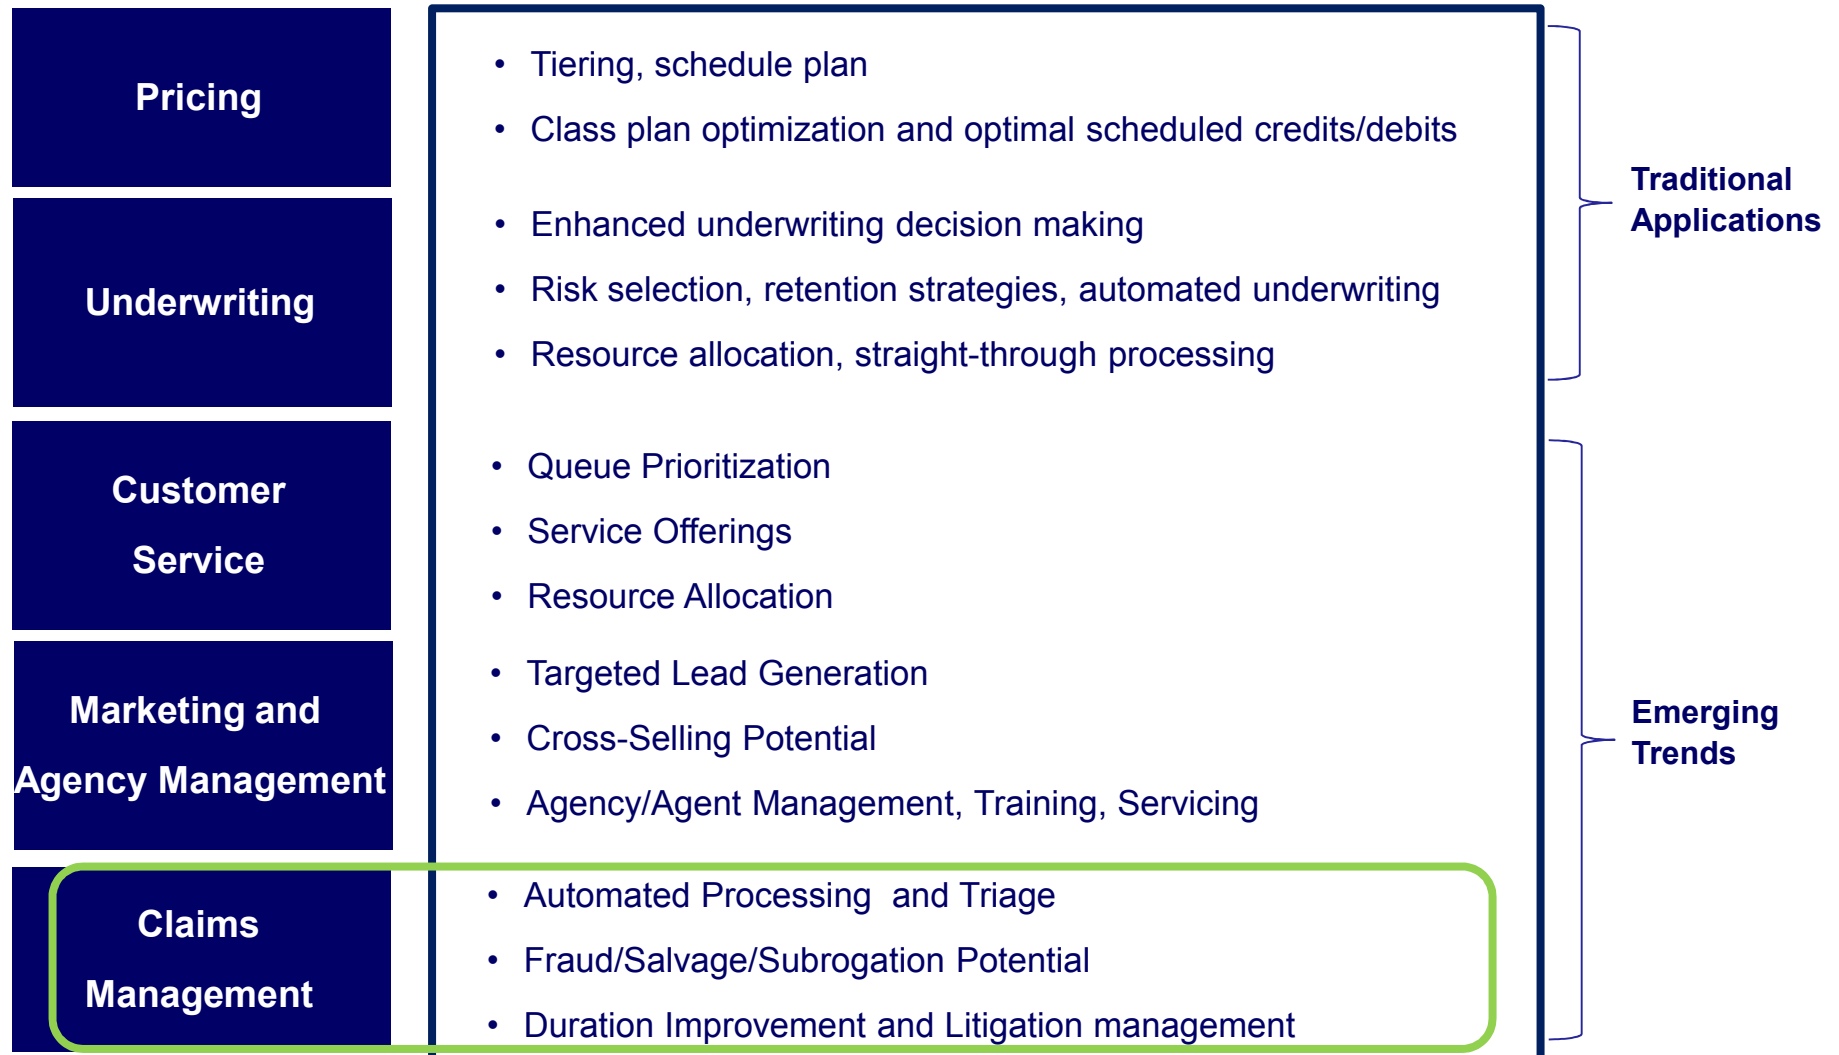 Pricing
• Tiering, schedule plan
• Class plan optimization and optimal scheduled credits/debits
Underwriting
• Enhanced underwriting decision making
• Risk selection, retention strategies, automated underwriting
• Resource allocation, straight-through processing
Traditional
Applications
Customer
Service
• Queue Prioritization
• Service Offerings
• Resource Allocation
Marketing and
Agency Management
• Targeted Lead Generation
• Cross-Selling Potential
• Agency/Agent Management, Training, Servicing
Claims
Management
• Automated Processing  and Triage
• Fraud/Salvage/Subrogation Potential
• Duration Improvement and Litigation management
Emerging
Trends